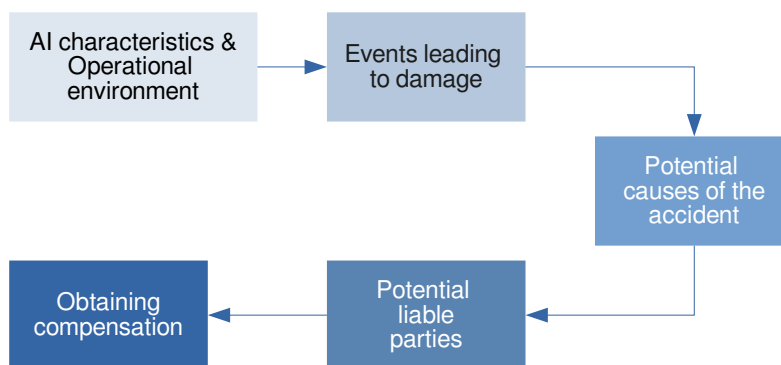 AI characteristics &
Operational
environment
Events leading
to damage
Potential
causes of the
accident
Potential
liable
parties
Obtaining
compensation